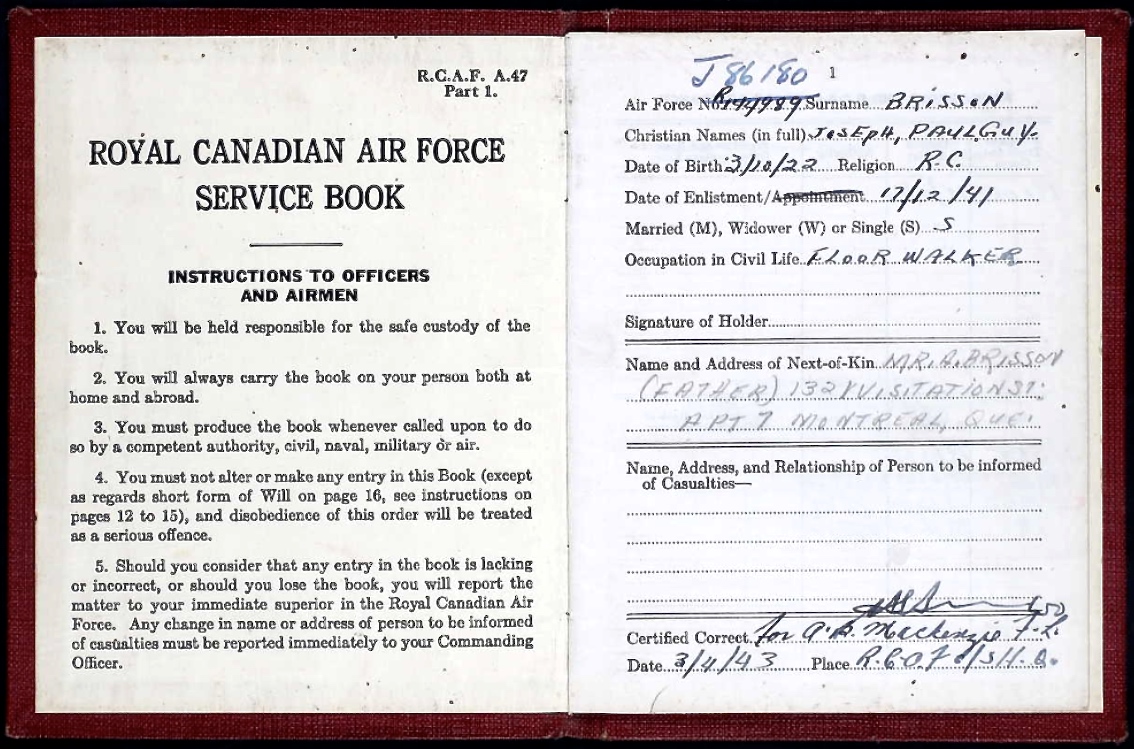 R.C.A.F. A.47
Part 1.
ROYAL CANADIAN AIR FORCE
SERVICE BOOK
INSTRUCTIONS TO OFFICERS
AND AIRMEN
1. You will be held responsible for the safe custody of the
book.
2. You will always carry the book on your person both at
home and abroad.
3. You must produce the book whenever called upon to do
so by a competent authority, civil, naval, military or air.
4. You must not alter or make any entry in this Book (except
as regards short form of Will on page 16, see instructions on
pages 12 to 15), and disobedience of this order will be treated
as a serious offence.
5. Should you consider that any entry in the book is lacking
or incorrect, or should you lose the book, you will report the
matter to your immediate superior in the Royal Canadian Air
Force. Any change in name or address of person to be informed
of casualties must be reported immediately to your Commanding
Officer.
J 86180 1
Air Force No. Surname BRISSON
Christian Names (in full) JOSEPH, PAUL GUY.
Date of Birth 3/10/22 Religion R.C.
Date of Enlistment/Appointment 17/12/41
Married (M), Widower (W) or Single (S) S
Occupation in Civil Life FLOOR WALKER
Signature of Holder
Name and Address of Next-of-Kin MR. A. BRISSON
(FATHER) VISITATION ST.
APT 7 MONTREAL, QUE.
Name, Address, and Relationship of Person to be informed
of Casualties—
Certified Correct. for Mackenzie F.L.
Date 3/4/43 Place